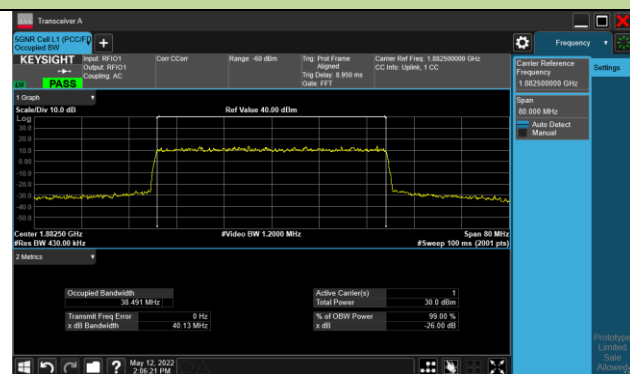 Transceiver A
5GNR Cell L1 (PCC/FD
Occupied BW
Frequency
KEYSIGHT
Input: RFIO1
Output: RFIO1
Coupling: AC
Corr CCorr
Range: -60 dBm
Trig: Prot Frame
Aligned
Trig Delay: 8.950 ms
Gate: FFT
Carrier Ref Freq: 1.882500000 GHz
CC Info: Uplink, 1 CC
PASS
Carrier Reference
Frequency
1.882500000 GHz
Settings
Span
80.000 MHz
Auto Detect
Manual
1 Graph
Scale/Div 10.0 dB
Ref Value 40.00 dBm
Log
30.0
20.0
10.0
0.00
-10.0
-20.0
-30.0
-40.0
-50.0
Center 1.88250 GHz
#Video BW 1.2000 MHz
Span 80 MHz
#Res BW 430.00 kHz
#Sweep 100 ms (2001 pts)
2 Metrics
Occupied Bandwidth
38.491 MHz
Active Carrier(s) 1
Total Power 30.0 dBm
Transmit Freq Error 0 Hz
x dB Bandwidth 40.13 MHz
% of OBW Power 99.00 %
x dB -26.00 dB
Prototype
Limited
Sale
Allowed
?
May 12, 2022
2:06:21 PM